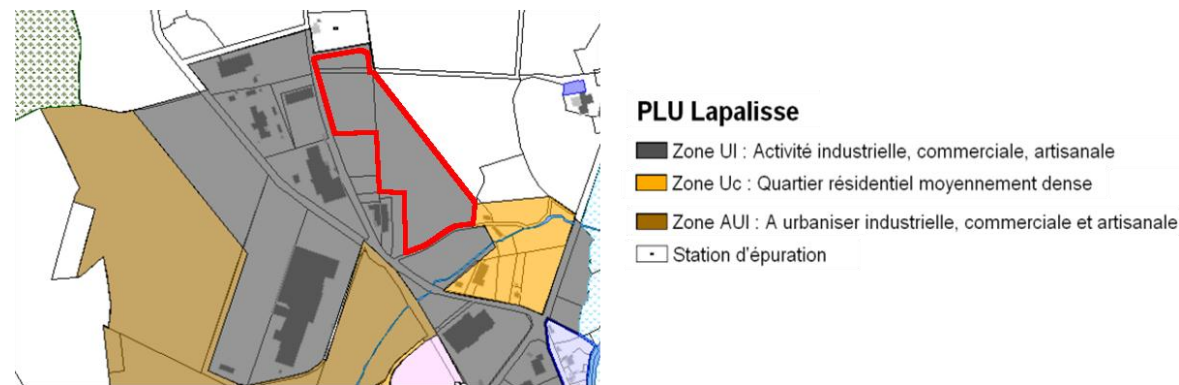 PLU Lapalisse
Zone UI : Activité industrielle, commerciale, artisanale
Zone Uc : Quartier résidentiel moyennement dense
Zone AUI : A urbaniser industrielle, commerciale et artisanale
Station d'épuration